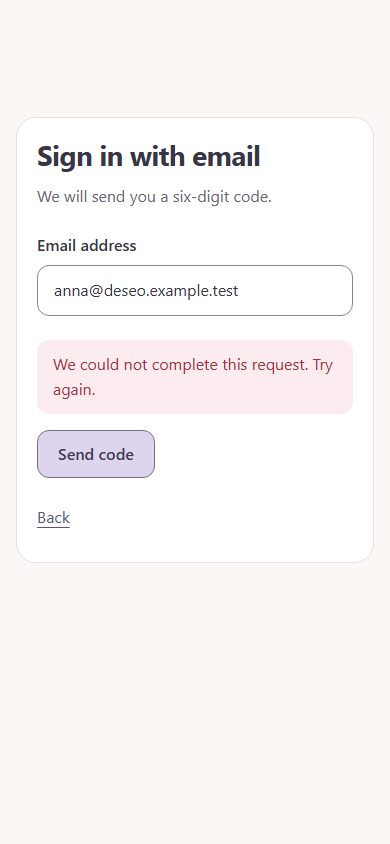 Sign in with email
We will send you a six-digit code.
Email address
anna@deseo.example.test
We could not complete this request. Try
again.
Send code
Back